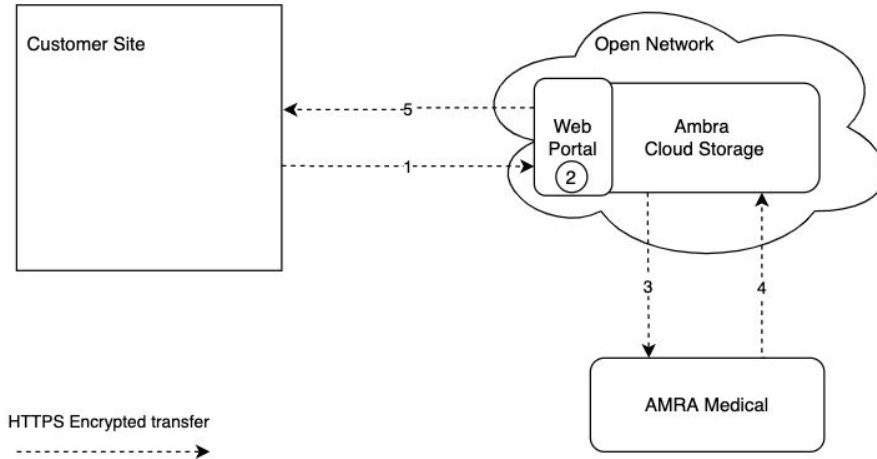 Customer Site
Open Network
5
Web
Portal
2
Ambra
Cloud Storage
1
3
4
AMRA Medical
HTTPS Encrypted transfer